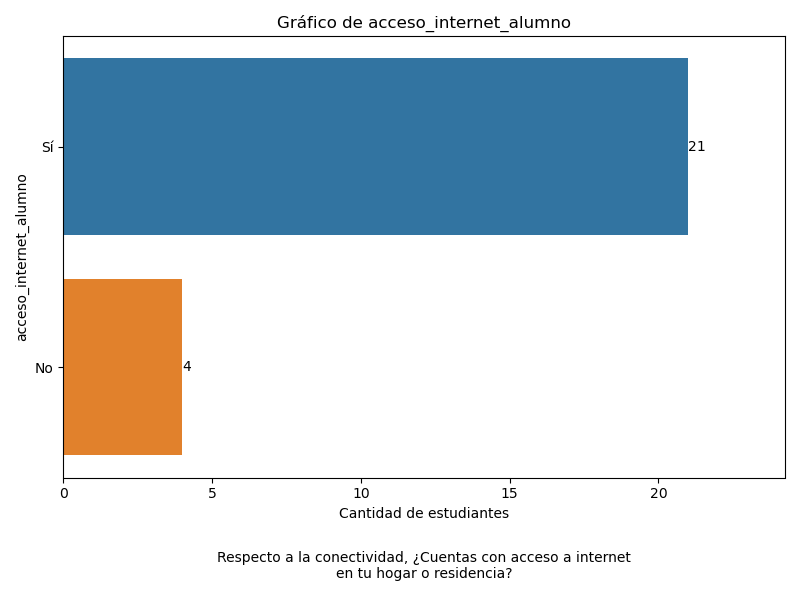 Gráfico de acceso_internet_alumno
acceso_internet_alumno
Sí
21
No
4
0 5 10 15 20
Cantidad de estudiantes
Respecto a la conectividad, ¿Cuentas con acceso a internet
en tu hogar o residencia?